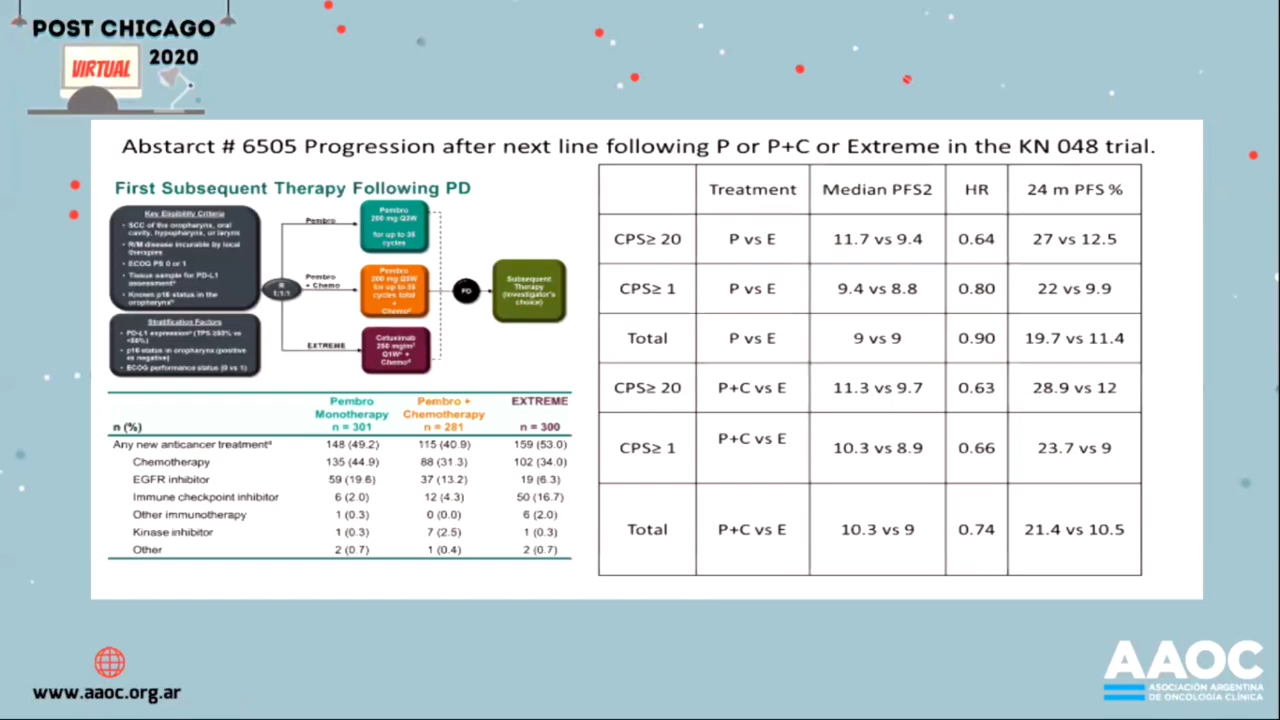 POST CHICAGO
2020
VIRTUAL
Abstarct # 6505 Progression after next line following P or P+C or Extreme in the KN 048 trial.
First Subsequent Therapy Following PD
Key Eligibility Criteria
• SCC of the oropharynx, oral
cavity, hypopharynx, or larynx
• R/M disease incurable by local
therapies
• ECOG PS 0 or 1
• Tissue sample for PD-L1
assessmentᵃ
• Known p16 status in the
oropharynxᵇ
Stratification Factors
• PD-L1 expressionᵃ (TPS ≥50% vs
<50%)
• p16 status in oropharynx (positive
vs negative)
• ECOG performance status (0 vs 1)
R
1:1:1
Pembro
Pembro
+ Chemo
EXTREME
Pembro
200 mg Q3W
for up to 35
cycles
Pembro
200 mg Q3W
for up to 35
cycles total
+
Cetuximab
250 mg/m²
PD
Subsequent
Therapy
(investigator's
choice)
n (%) Pembro Monotherapy n = 301 Pembro + Chemotherapy n = 281 EXTREME n = 300
Any new anticancer treatmentᵃ 148 (49.2) 115 (40.9) 159 (53.0)
Chemotherapy 135 (44.9) 88 (31.3) 102 (34.0)
EGFR inhibitor 59 (19.6) 37 (13.2) 19 (6.3)
Immune checkpoint inhibitor 6 (2.0) 12 (4.3) 50 (16.7)
Other immunotherapy 1 (0.3) 0 (0.0) 6 (2.0)
Kinase inhibitor 1 (0.3) 7 (2.5) 1 (0.3)
Other 2 (0.7) 1 (0.4) 2 (0.7)
Treatment Median PFS2 HR 24 m PFS %
CPS≥ 20 P vs E 11.7 vs 9.4 0.64 27 vs 12.5
CPS≥ 1 P vs E 9.4 vs 8.8 0.80 22 vs 9.9
Total P vs E 9 vs 9 0.90 19.7 vs 11.4
CPS≥ 20 P+C vs E 11.3 vs 9.7 0.63 28.9 vs 12
CPS≥ 1 P+C vs E 10.3 vs 8.9 0.66 23.7 vs 9
Total P+C vs E 10.3 vs 9 0.74 21.4 vs 10.5
www.aaoc.org.ar
AAOC
ASOCIACIÓN ARGENTINA
DE ONCOLOGÍA CLÍNICA